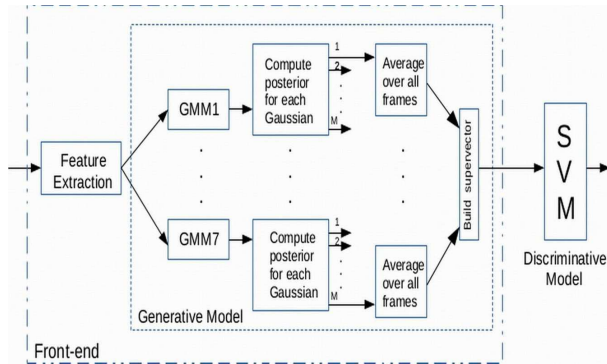 Feature
Extraction
GMM1
Compute
posterior
for each
Gaussian
1
2
M
Average
over all
frames
GMM7
Compute
posterior
for each
Gaussian
1
2
M
Average
over all
frames
Build supervector
S
V
M
Discriminative
Model
Generative Model
Front-end